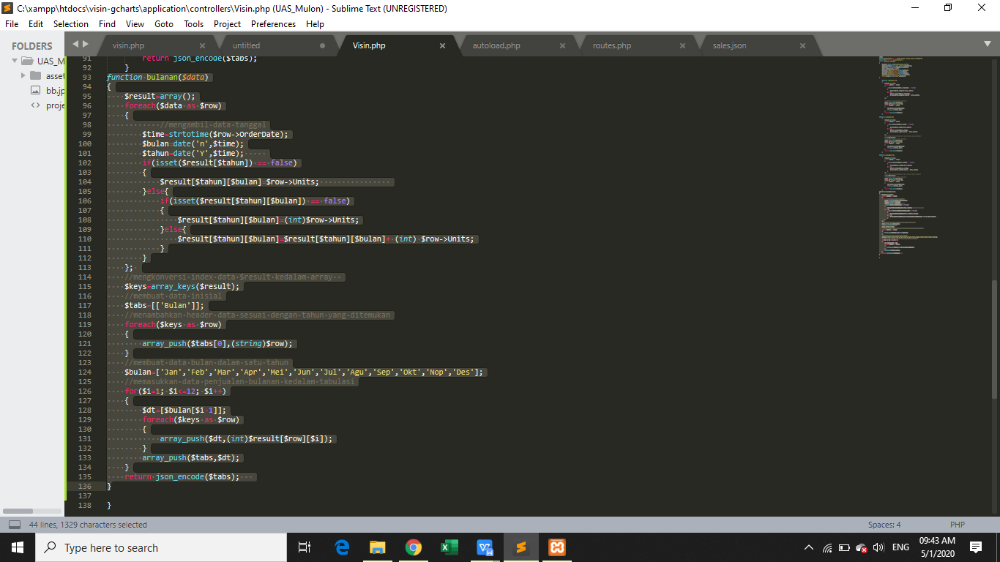 C:\xampp\htdocs\visin-gcharts\application\controllers\Visin.php (UAS_Mulon) - Sublime Text (UNREGISTERED)
File Edit Selection Find View Goto Tools Project Preferences Help
FOLDERS
UAS_M
asset
bb.jp
proje
visin.php untitled Visin.php autoload.php routes.php sales.json
91 return json_encode($tabs);
92 }
93 function bulanan($data)
94 {
95 $result=array();
96 foreach($data as $row)
97 {
98 //mengambil data tanggal
99 $time=strtotime($row->OrderDate);
100 $bulan=date('n',$time);
101 $tahun=date('Y',$time);
102 if(isset($result[$tahun]) == false)
103 {
104 $result[$tahun][$bulan]=$row->Units;
105 }else{
106 if(isset($result[$tahun][$bulan]) == false)
107 {
108 $result[$tahun][$bulan]=(int)$row->Units;
109 }else{
110 $result[$tahun][$bulan]=$result[$tahun][$bulan]+ (int) $row->Units;
111 }
112 }
113 };
114 //mengkonversi index data $result kedalam array
115 $keys=array_keys($result);
116 //membuat data inisial
117 $tabs=[['Bulan']];
118 //menambahkan header data sesuai dengan tahun yang ditemukan
119 foreach($keys as $row)
120 {
121 array_push($tabs[0],(string)$row);
122 }
123 //membuat data bulan dalam satu tahun
124 $bulan=['Jan','Feb','Mar','Apr','Mei','Jun','Jul','Agu','Sep','Okt','Nop','Des'];
125 //memasukkan data penjualan bulanan kedalam tabulasi
126 for($i=1; $i<=12; $i++)
127 {
128 $dt=[$bulan[$i-1]];
129 foreach($keys as $row)
130 {
131 array_push($dt,(int)$result[$row][$i]);
132 }
133 array_push($tabs,$dt);
134 }
135 return json_encode($tabs);
136 }
137
138 }
44 lines, 1329 characters selected Spaces: 4 PHP
Type here to search
ENG
09:43 AM
5/1/2020